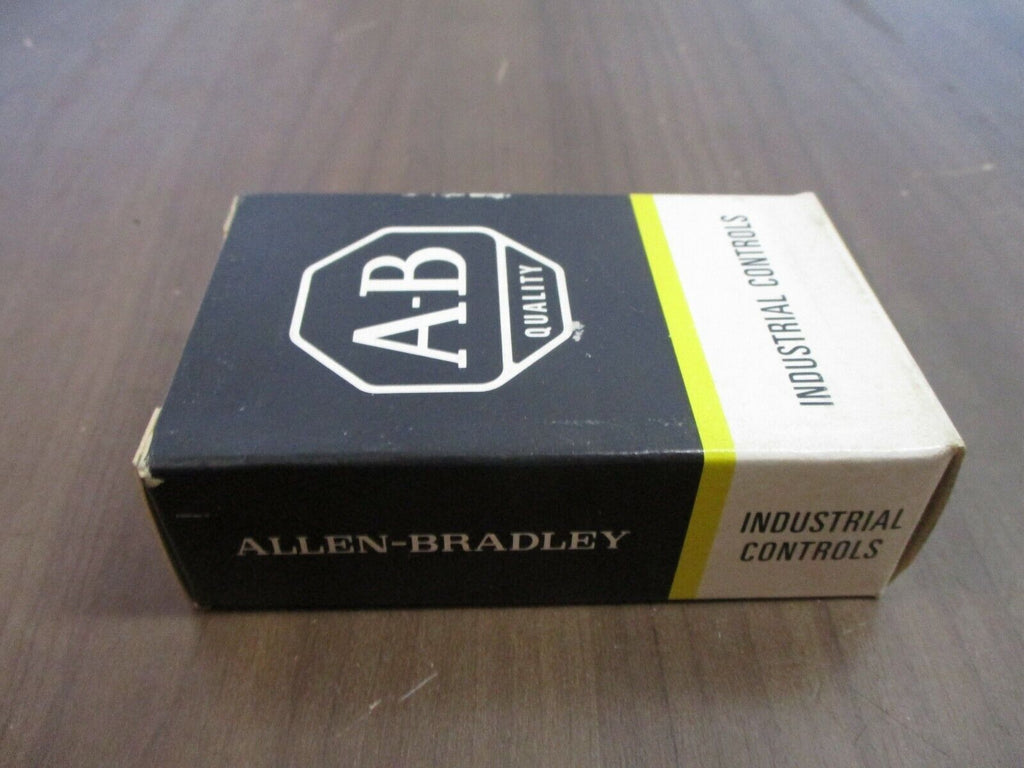 A-B
QUALITY
INDUSTRIAL CONTROLS
ALLEN-BRADLEY
INDUSTRIAL
CONTROLS